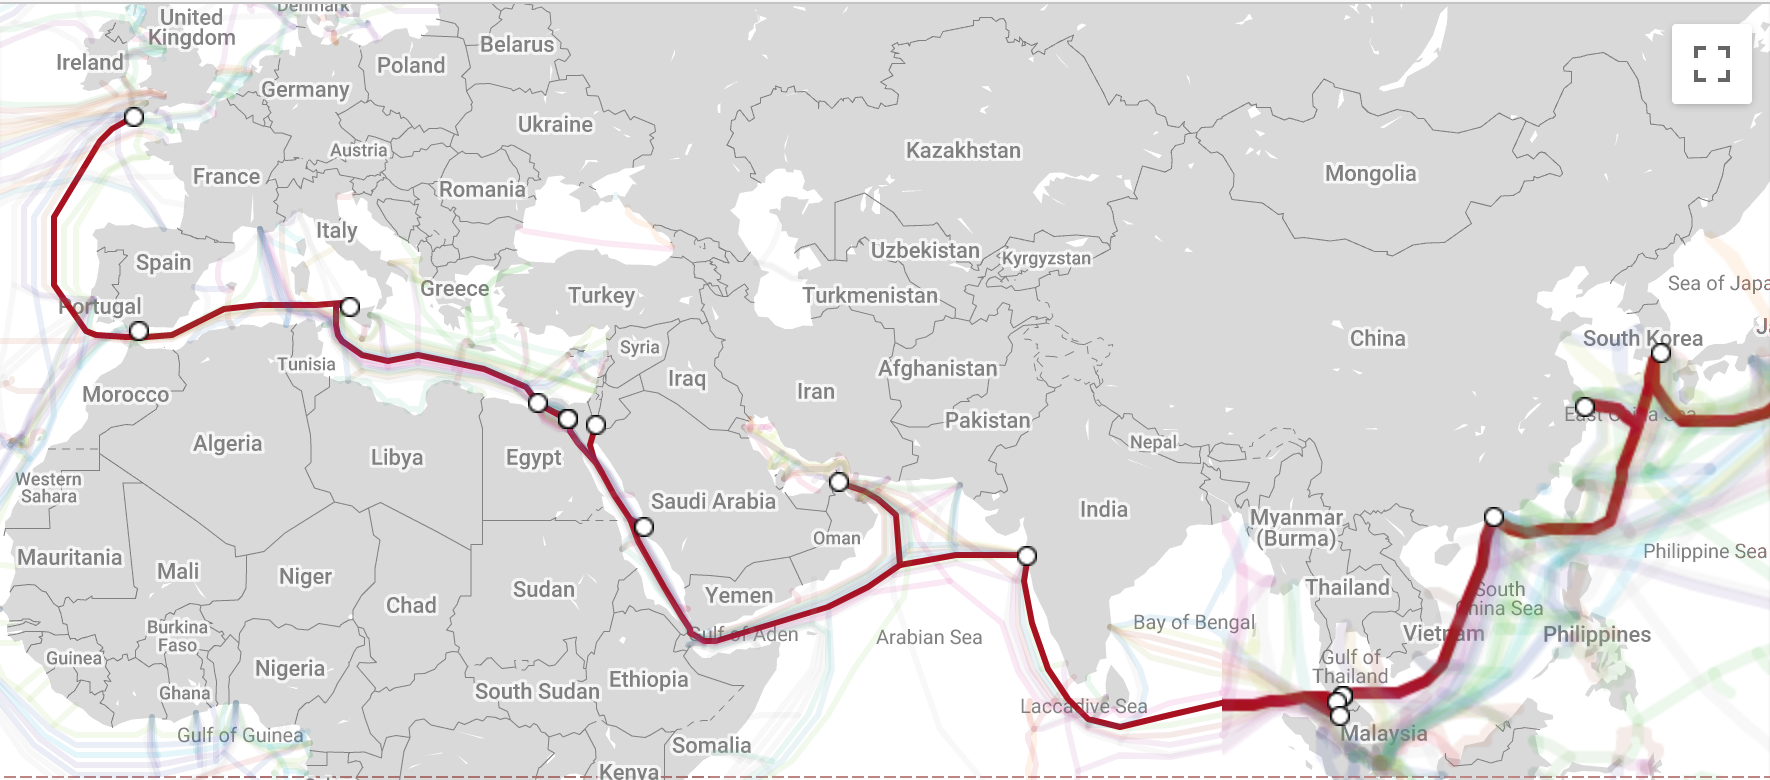 Denmark
United
Kingdom
Ireland
Belarus
Poland
Germany
Ukraine
Austria
Kazakhstan
France
Romania
Mongolia
Italy
Spain
Uzbekistan
Kyrgyzstan
Greece
Turkey
Turkmenistan
Sea of Japa
Portugal
China
South Korea
J
Syria
Tunisia
Iraq
Iran
Afghanistan
Morocco
Pakistan
East China Sea
Algeria
Libya
Egypt
Nepal
Western
Sahara
Saudi Arabia
India
Myanmar
(Burma)
Oman
Philippine Sea
Mauritania
Mali
Niger
Chad
Sudan
Yemen
Thailand
South
China Sea
Burkina
Faso
Gulf of Aden
Arabian Sea
Bay of Bengal
Vietnam
Philippines
Guinea
Nigeria
Ghana
South Sudan
Ethiopia
Gulf of
Thailand
Laccadive Sea
Gulf of Guinea
Somalia
Malaysia
Kenya